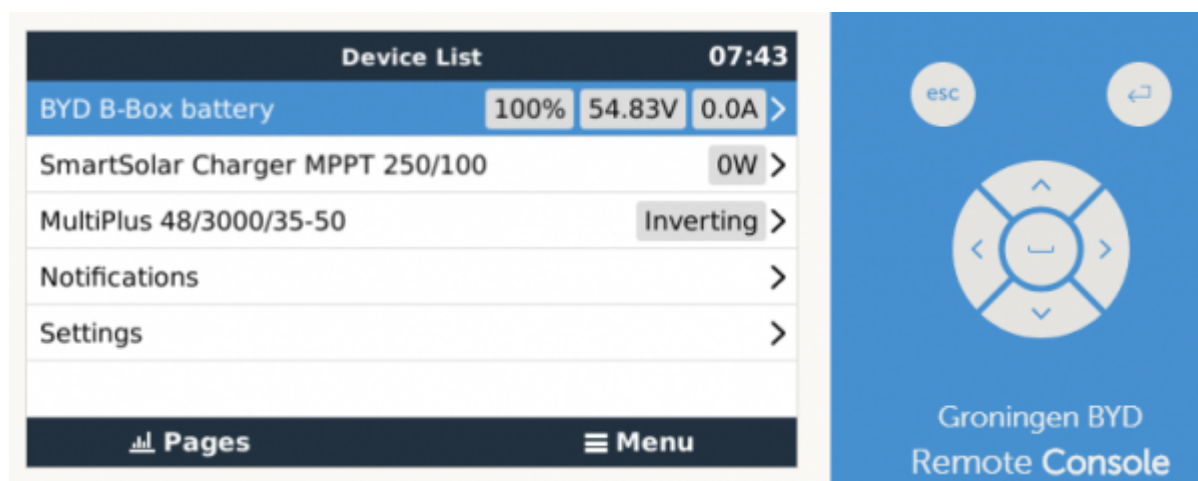 Device List 07:43
BYD B-Box battery 100% 54.83V 0.0A
SmartSolar Charger MPPT 250/100 0W
MultiPlus 48/3000/35-50 Inverting
Notifications
Settings
Pages Menu
esc
Groningen BYD
Remote Console